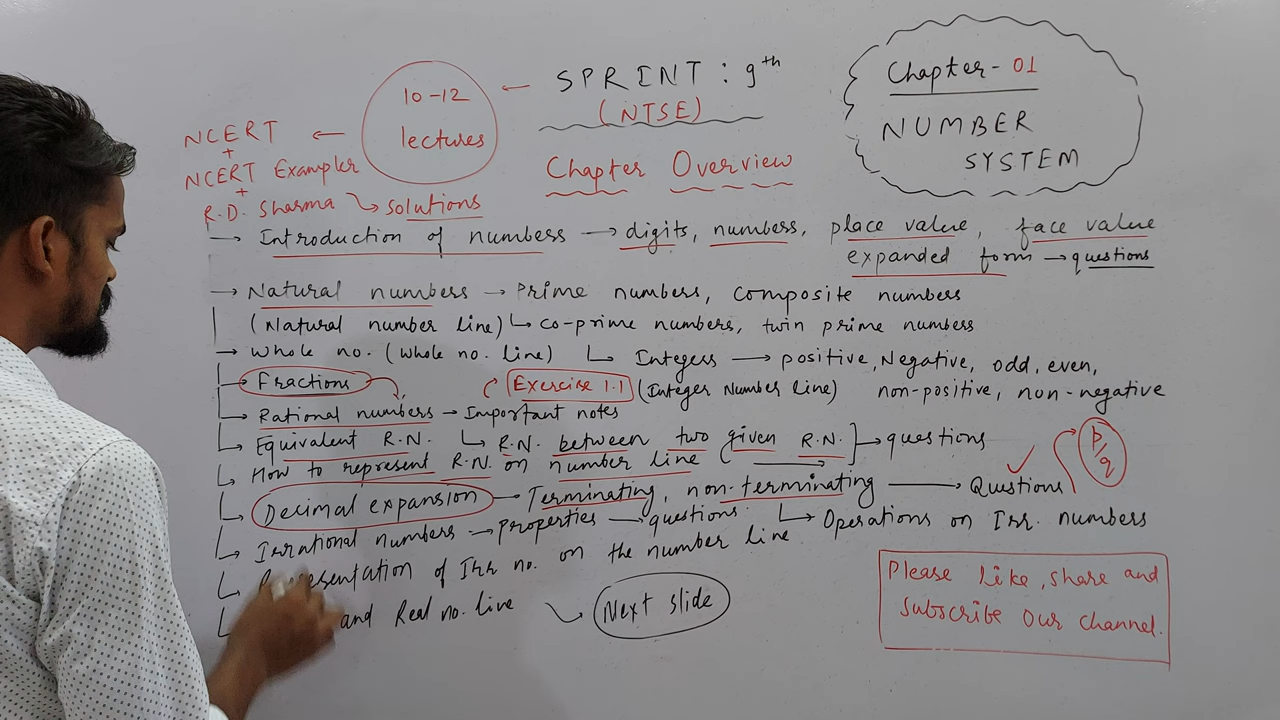 SPRINT : 9th
(NTSE)
Chapter Overview
10-12
lectures
NCERT
+
NCERT Exampler
+
R.D. Sharma
solutions
Chapter- 01
NUMBER
SYSTEM
Introduction of numbers → digits, numbers, place value, face value
expanded form → questions
Natural numbers → Prime numbers, composite numbers
(Natural number line) co-prime numbers, twin prime numbers
Whole no. (Whole no. line) Integers → positive, Negative, odd, even,
Fractions Exercise 1.1 (Integer Number line) non-positive, non-negative
Rational numbers → Important notes
Equivalent R.N. R.N. between two given R.N. → questions
How to represent R.N. on number line
Decimal expansion → Terminating, non-terminating → Questions
p/q
Irrational numbers → properties → questions. Operations on Irr. numbers
of Irr no. on the number line
and Real no. line Next slide
Please like, share and
Subscribe Our channel.